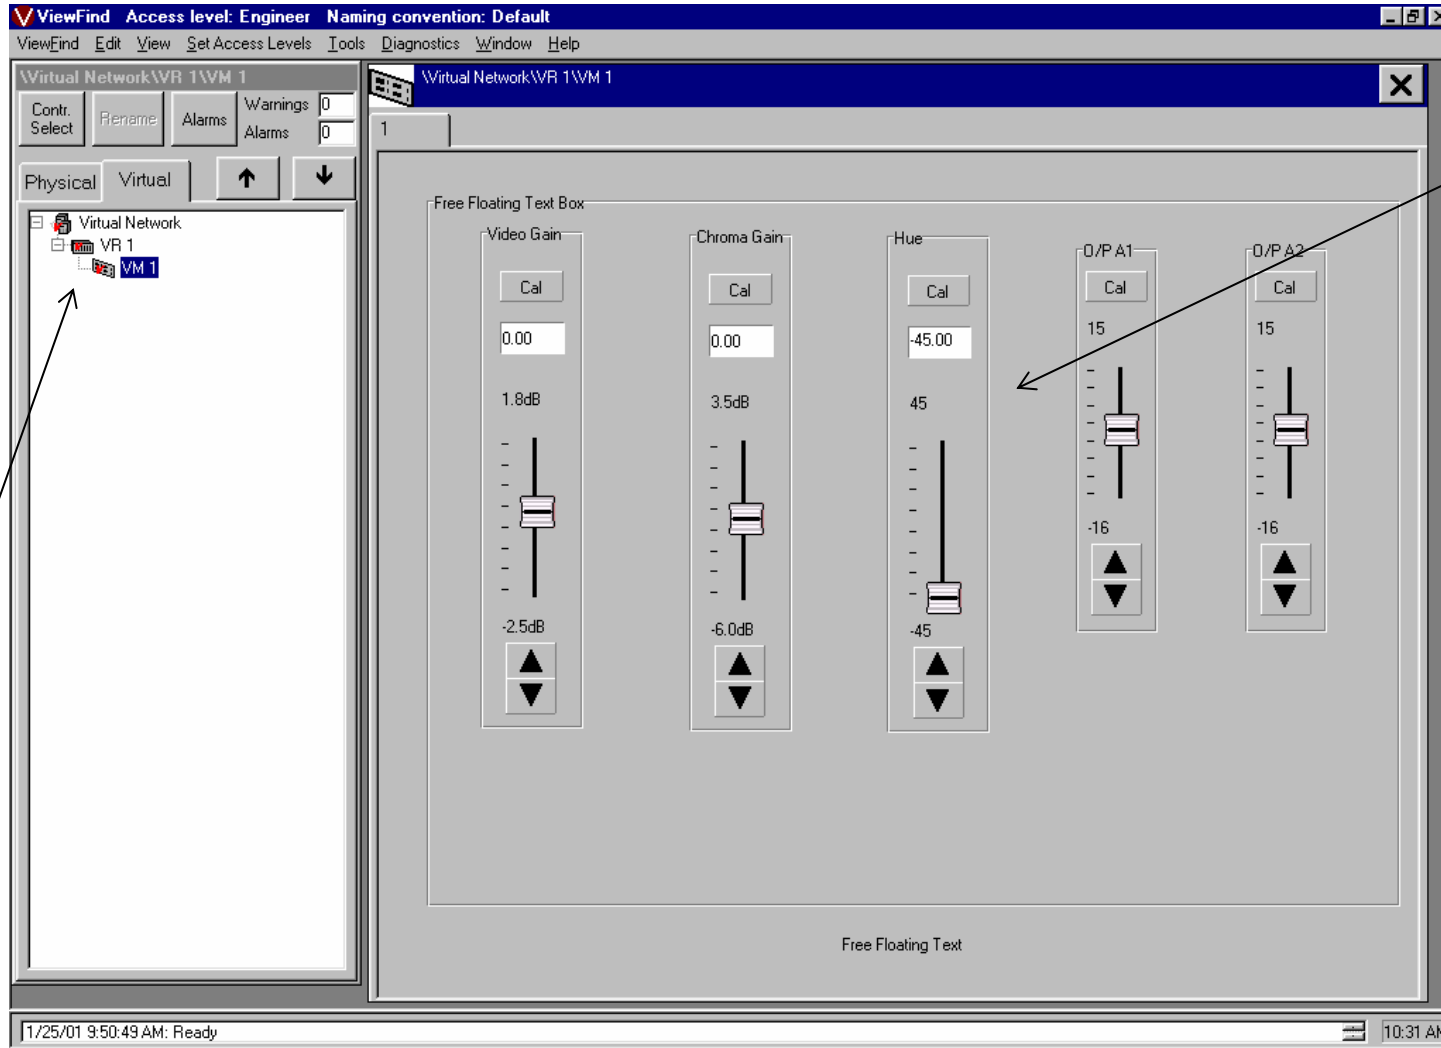 ViewFind Access level: Engineer Naming convention: Default
ViewFind Edit View Set Access Levels Tools Diagnostics Window Help
\Virtual Network\VR 1\VM 1
Contr. Select
Rename
Alarms
Warnings 0
Alarms 0
Physical Virtual
Virtual Network
VR 1
VM 1
\Virtual Network\VR 1\VM 1
1
Free Floating Text Box
Video Gain
Cal
0.00
1.8dB
-2.5dB
Chroma Gain
Cal
0.00
3.5dB
-6.0dB
Hue
Cal
-45.00
45
-45
O/P A1
Cal
15
-16
O/P A2
Cal
15
-16
Free Floating Text
1/25/01 9:50:49 AM: Ready
10:31 AM